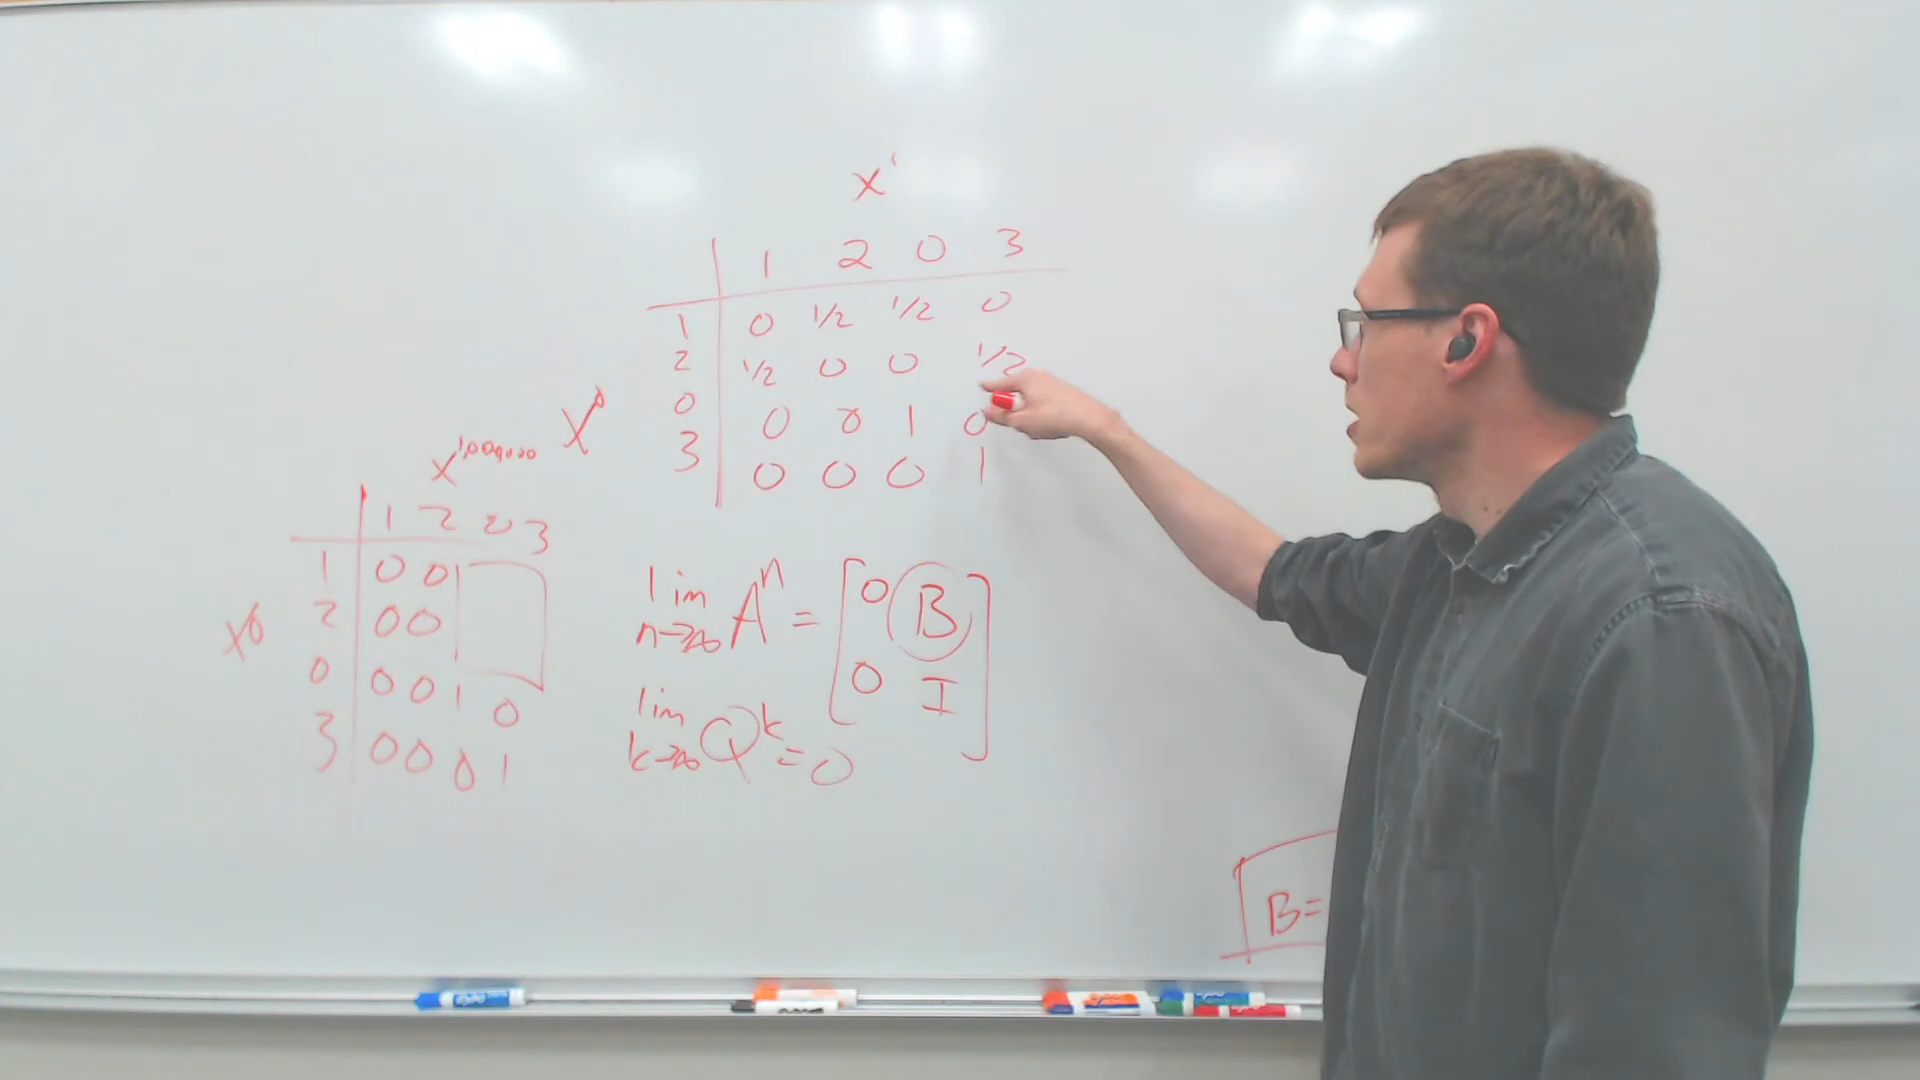 X¹
1 2 0 3
1 0 1/2 1/2 0
2 1/2 0 0 1/2
0 0 0 1 0
3 0 0 0 1
X⁰
X^1,000,000
1 2 0 3
1 0 0
2 0 0
0 0 0 1 0
3 0 0 0 1
X⁰
lim n→∞ Aⁿ = [0 B
0 I]
lim k→∞ Qᵏ = 0
B=